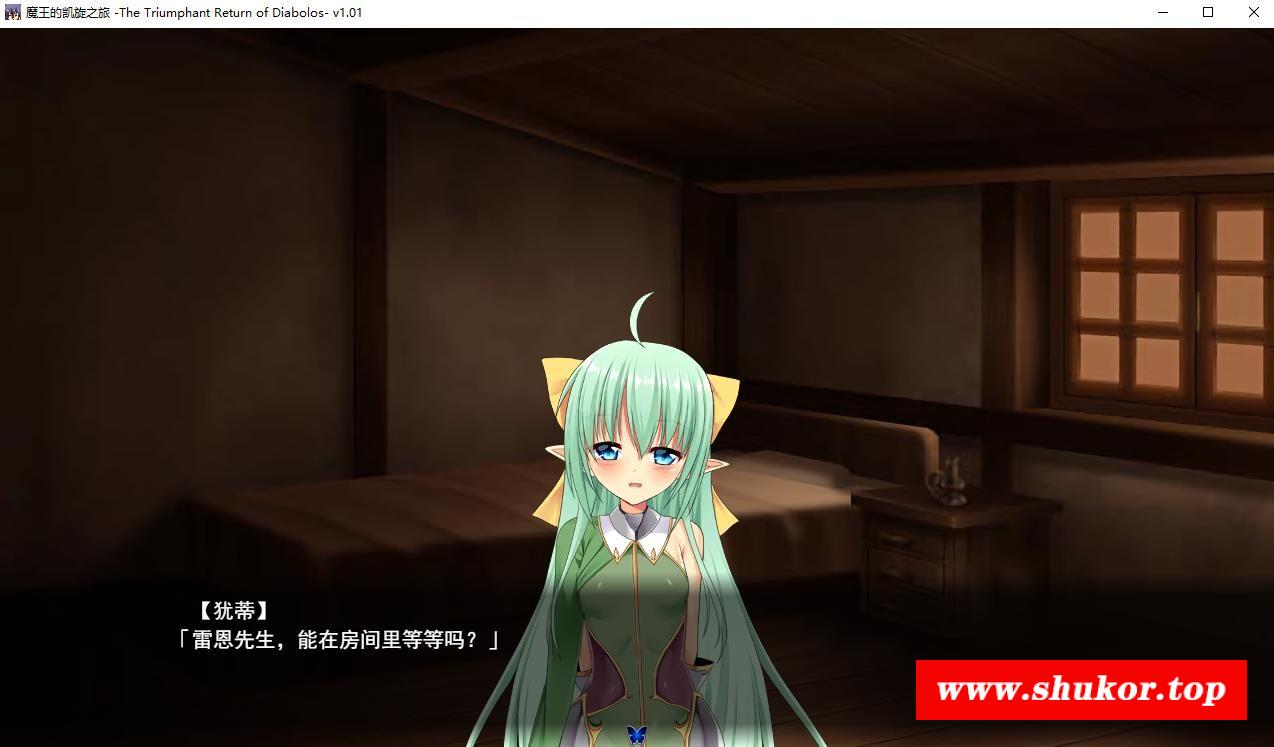 魔王的凯旋之旅 -The Triumphant Return of Diabolos- v1.01
【犹蒂】
「雷恩先生，能在房间里等等吗？」
www.shukor.top